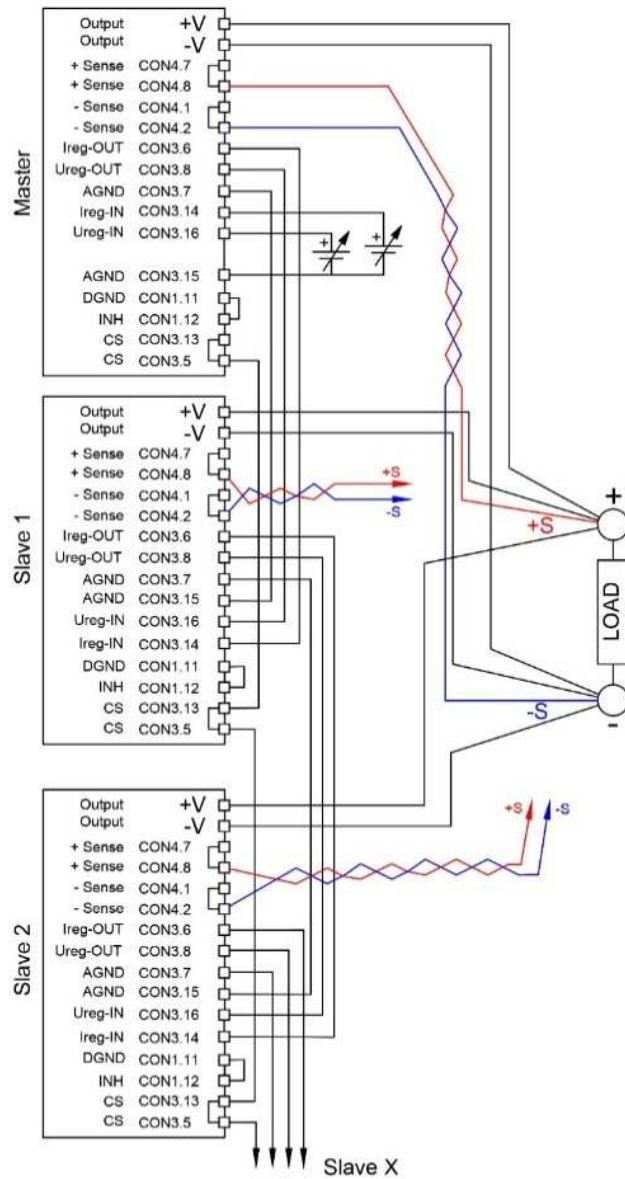 Master
Output +V
Output -V
+ Sense CON4.7
+ Sense CON4.8
- Sense CON4.1
- Sense CON4.2
Ireg-OUT CON3.6
Ureg-OUT CON3.8
AGND CON3.7
Ireg-IN CON3.14
Ureg-IN CON3.16
+
+
AGND CON3.15
DGND CON1.11
INH CON1.12
CS CON3.13
CS CON3.5
Slave 1
Output +V
Output -V
+ Sense CON4.7
+ Sense CON4.8
- Sense CON4.1
- Sense CON4.2
Ireg-OUT CON3.6
Ureg-OUT CON3.8
AGND CON3.7
AGND CON3.15
Ureg-IN CON3.16
Ireg-IN CON3.14
DGND CON1.11
INH CON1.12
CS CON3.13
CS CON3.5
+S
-S
+
+S
LOAD
-S
-
Slave 2
Output +V
Output -V
+ Sense CON4.7
+ Sense CON4.8
- Sense CON4.1
- Sense CON4.2
Ireg-OUT CON3.6
Ureg-OUT CON3.8
AGND CON3.7
AGND CON3.15
Ureg-IN CON3.16
Ireg-IN CON3.14
DGND CON1.11
INH CON1.12
CS CON3.13
CS CON3.5
+S
-S
Slave X